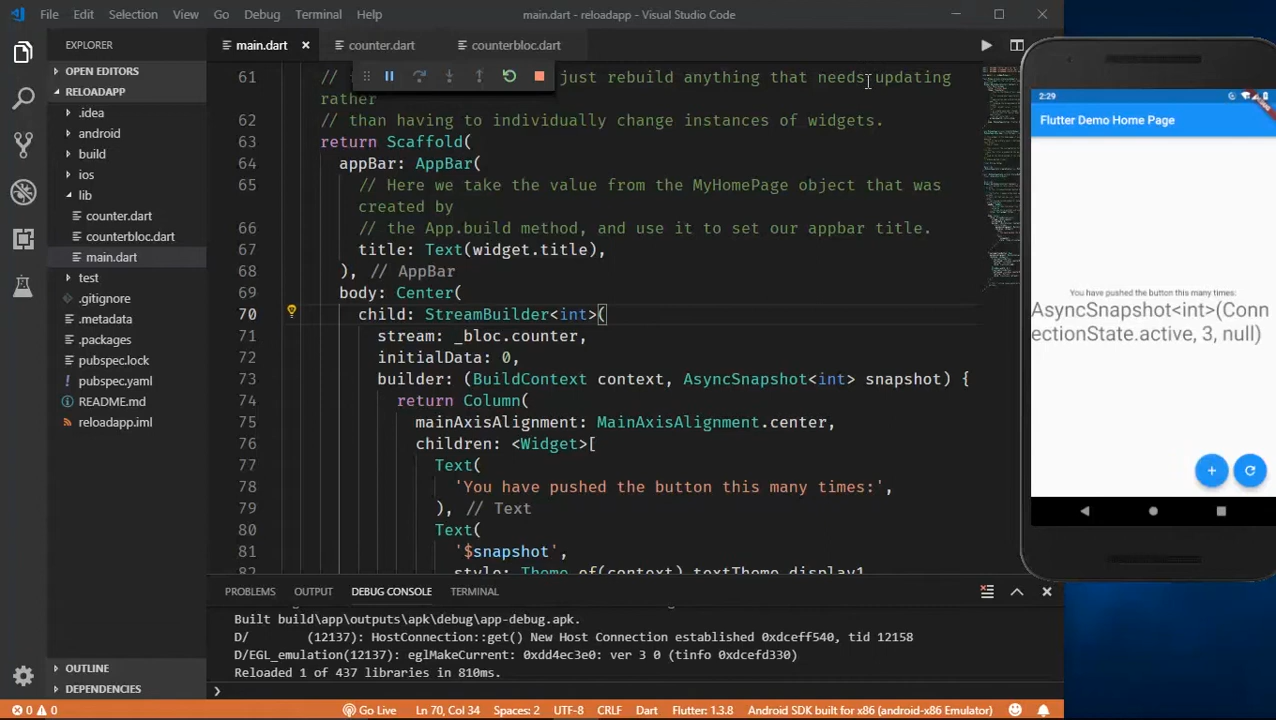 File Edit Selection View Go Debug Terminal Help
main.dart - reloadapp - Visual Studio Code
EXPLORER
OPEN EDITORS
RELOADAPP
.idea
android
build
ios
lib
counter.dart
counterbloc.dart
main.dart
test
.gitignore
.metadata
.packages
pubspec.lock
pubspec.yaml
README.md
reloadapp.iml
OUTLINE
DEPENDENCIES
main.dart counter.dart counterbloc.dart
61 // just rebuild anything that needs updating
rather
62 // than having to individually change instances of widgets.
63 return Scaffold(
64 appBar: AppBar(
65 // Here we take the value from the MyHomePage object that was
created by
66 // the App.build method, and use it to set our appbar title.
67 title: Text(widget.title),
68 ), // AppBar
69 body: Center(
70 child: StreamBuilder<int>(
71 stream: _bloc.counter,
72 initialData: 0,
73 builder: (BuildContext context, AsyncSnapshot<int> snapshot) {
74 return Column(
75 mainAxisAlignment: MainAxisAlignment.center,
76 children: <Widget>[
77 Text(
78 'You have pushed the button this many times:',
79 ), // Text
80 Text(
81 '$snapshot',
82 style: Theme.of(context).textTheme.display1,
PROBLEMS OUTPUT DEBUG CONSOLE TERMINAL
Built build\app\outputs\apk\debug\app-debug.apk.
D/ (12137): HostConnection::get() New Host Connection established 0xdceff540, tid 12158
D/EGL_emulation(12137): eglMakeCurrent: 0xdd4ec3e0: ver 3 0 (tinfo 0xdcefd330)
Reloaded 1 of 437 libraries in 810ms.
0 0 Go Live Ln 70, Col 34 Spaces: 2 UTF-8 CRLF Dart Flutter: 1.3.8 Android SDK built for x86 (android-x86 Emulator)
2:29
Flutter Demo Home Page
You have pushed the button this many times:
AsyncSnapshot<int>(Conn
ectionState.active, 3, null)